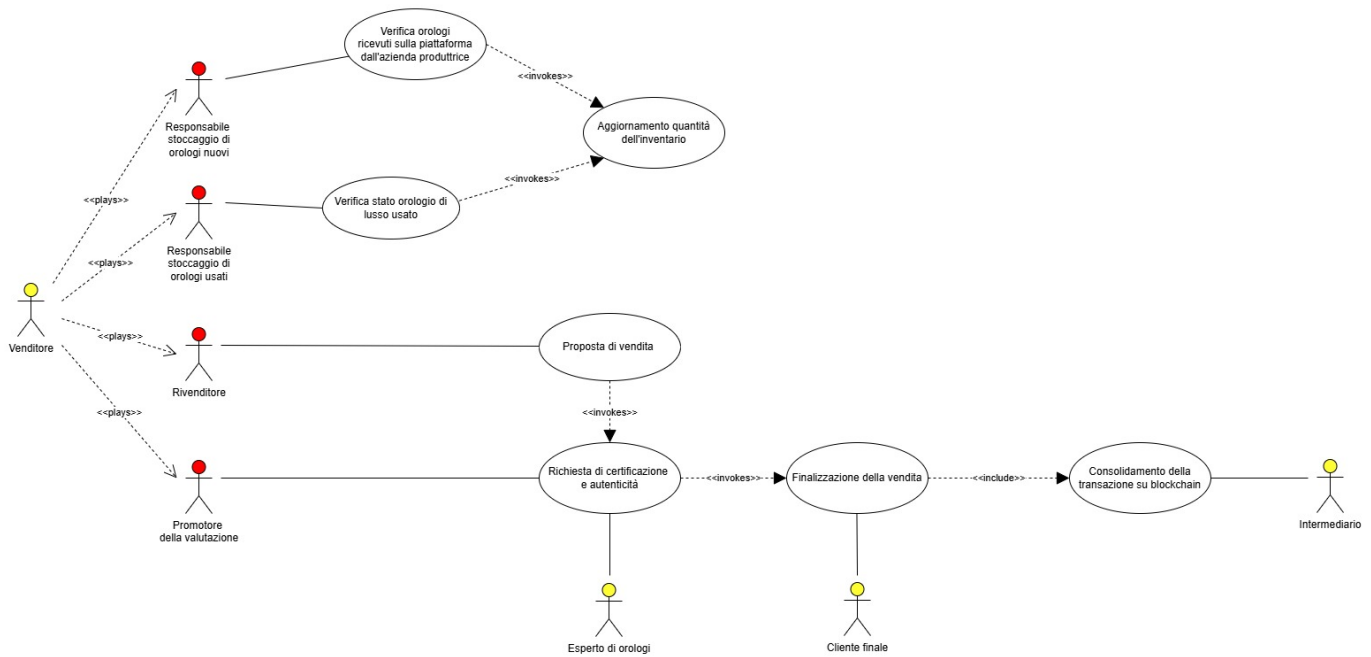 Verifica orologi
ricevuti sulla piattaforma
dall'azienda produttrice
<<invokes>>
Responsabile
stoccaggio di
orologi nuovi
Aggiornamento quantità
dell'inventario
<<invokes>>
<<plays>>
Verifica stato orologio di
lusso usato
Responsabile
stoccaggio di
orologi usati
<<plays>>
Venditore
<<plays>>
Rivenditore
Proposta di vendita
<<plays>>
<<invokes>>
Richiesta di certificazione
e autenticità
<<invokes>>
Finalizzazione della vendita
<<include>>
Consolidamento della
transazione su blockchain
Promotore
della valutazione
Intermediario
Esperto di orologi
Cliente finale